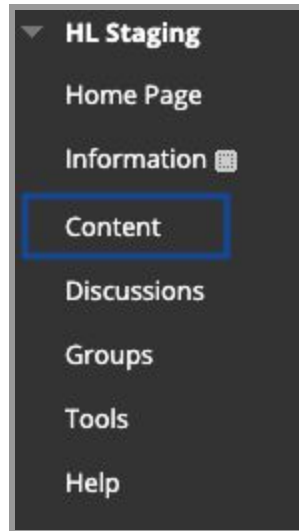 HL Staging
Home Page
Information
Content
Discussions
Groups
Tools
Help